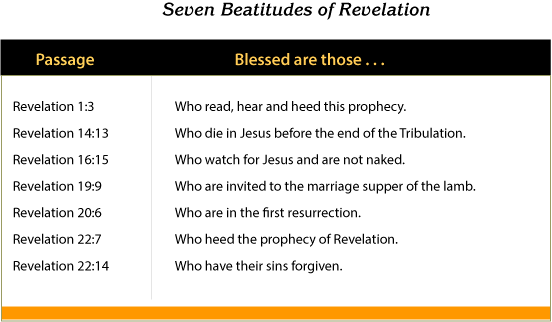 Seven Beatitudes of Revelation
Passage Blessed are those . . .
Revelation 1:3 Who read, hear and heed this prophecy.
Revelation 14:13 Who die in Jesus before the end of the Tribulation.
Revelation 16:15 Who watch for Jesus and are not naked.
Revelation 19:9 Who are invited to the marriage supper of the lamb.
Revelation 20:6 Who are in the first resurrection.
Revelation 22:7 Who heed the prophecy of Revelation.
Revelation 22:14 Who have their sins forgiven.